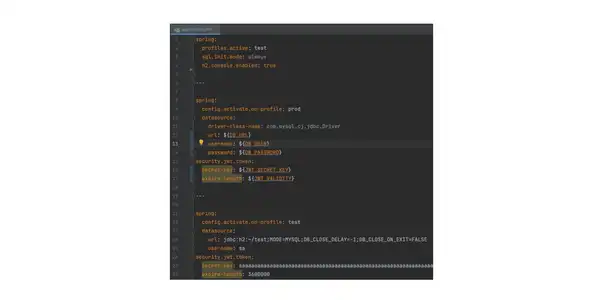 spring:
profiles.active: test
sql.init.mode: always
h2.console.enabled: true
---
spring:
config.activate.on-profile: prod
datasource:
driver-class-name: com.mysql.cj.jdbc.Driver
url: ${DB_URL}
username: ${DB_USER}
password: ${DB_PASSWORD}
security.jwt.token:
secret-key: ${JWT_SECRET_KEY}
expire-length: ${JWT_VALIDITY}
---
spring:
config.activate.on-profile: test
datasource:
url: jdbc:h2:~/test;MODE=MYSQL;DB_CLOSE_DELAY=-1;DB_CLOSE_ON_EXIT=FALSE
username: sa
security.jwt.token:
secret-key:
expire-length: 3600000